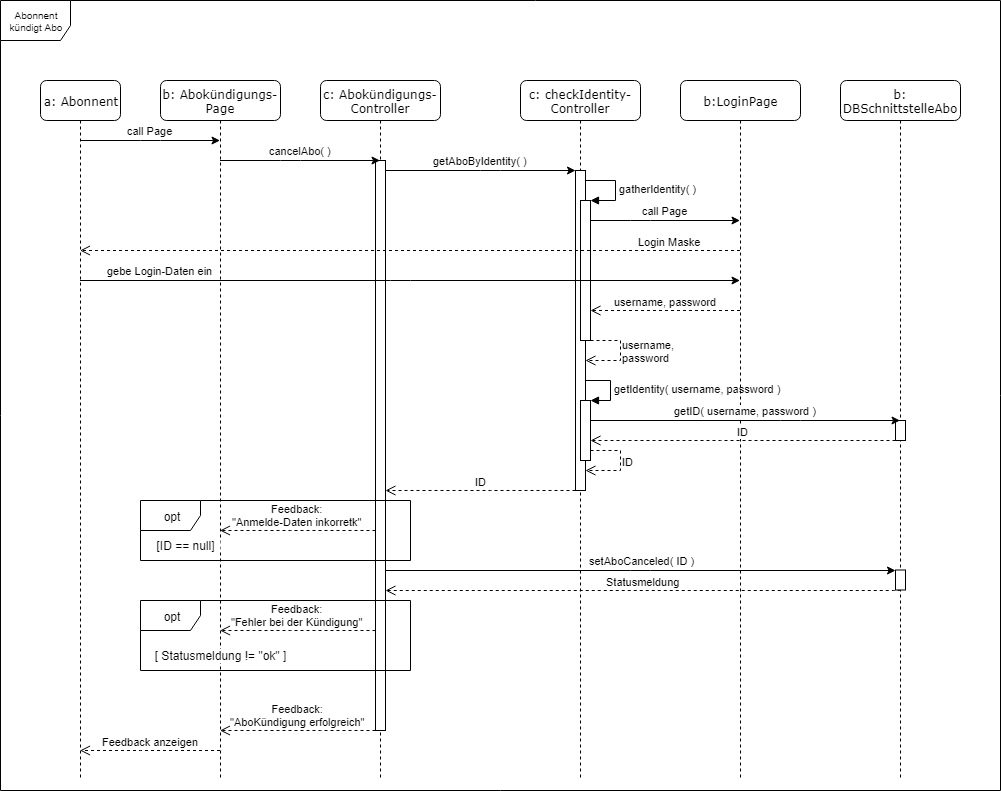 Abonnent
kündigt Abo
a: Abonnent
b: Abokündigungs-
Page
c: Abokündigungs-
Controller
c: checkIdentity-
Controller
b:LoginPage
b:
DBSchnittstelleAbo
call Page
cancelAbo( )
getAboByIdentity( )
gatherIdentity( )
call Page
Login Maske
gebe Login-Daten ein
username, password
username,
password
getIdentity( username, password )
getID( username, password )
ID
ID
ID
opt
Feedback:
"Anmelde-Daten inkorretk"
[ID == null]
setAboCanceled( ID )
Statusmeldung
opt
Feedback:
"Fehler bei der Kündigung"
[ Statusmeldung != "ok" ]
Feedback:
"AboKündigung erfolgreich"
Feedback anzeigen